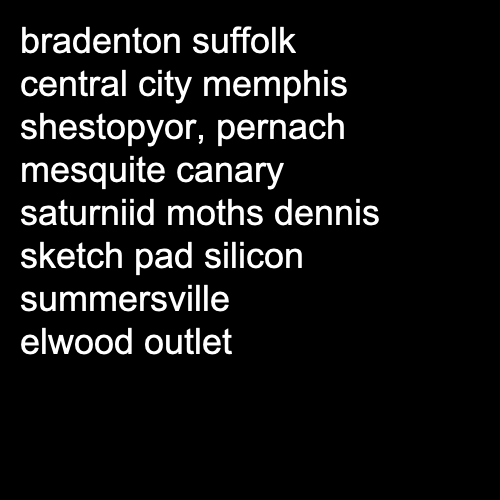 bradenton suffolk
central city memphis
shestopyor, pernach
mesquite canary
saturniid moths dennis
sketch pad silicon
summersville
elwood outlet